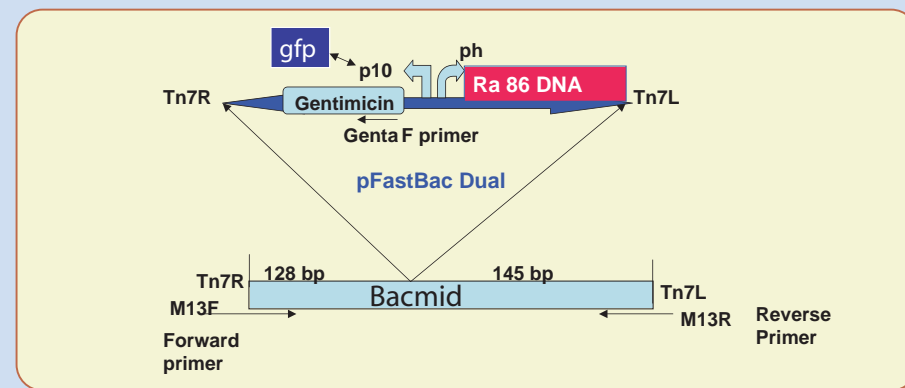 gfp
p10
ph
Ra 86 DNA
Tn7R
Gentimicin
Tn7L
Genta F primer
pFastBac Dual
Tn7R
128 bp
145 bp
Tn7L
Bacmid
M13F
M13R
Forward
primer
Reverse
Primer